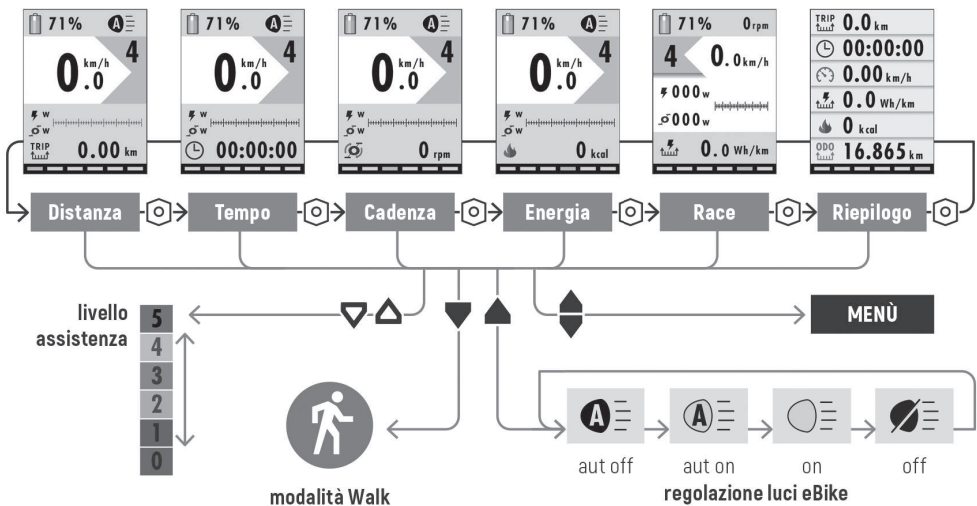 71% A
4
0.0 km/h
w
w
TRIP 0.00 km
71% A
4
0.0 km/h
w
w
00:00:00
71% A
4
0.0 km/h
w
w
0 rpm
71% A
4
0.0 km/h
w
w
0 kcal
71% 0 rpm
4 0.0 km/h
000 w
000 w
0.0 Wh/km
TRIP 0.0 km
00:00:00
0.00 km/h
0.0 Wh/km
0 kcal
ODO 16.865 km
Distanza
Tempo
Cadenza
Energia
Race
Riepilogo
livello
assistenza
5
4
3
2
1
0
MENÙ
A
A
aut off
aut on
on
off
modalità Walk
regolazione luci eBike